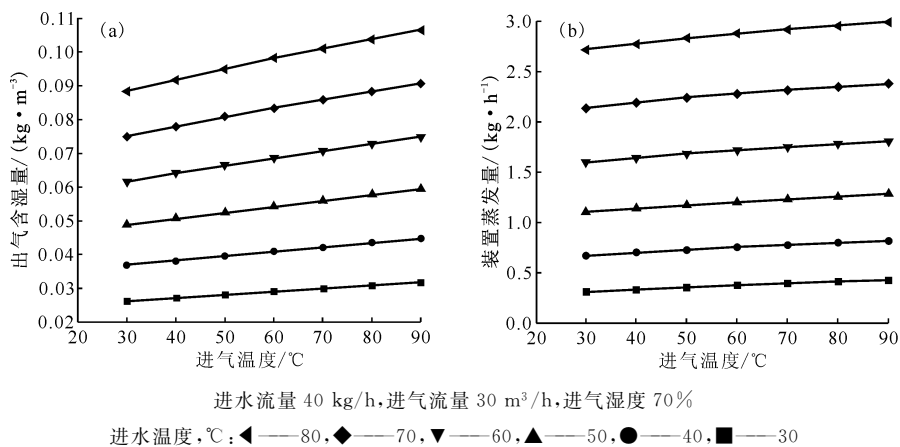 (a)
出气含湿量/(kg·m⁻³)
0.11
0.10
0.09
0.08
0.07
0.06
0.05
0.04
0.03
0.02
20 30 40 50 60 70 80 90
进气温度/℃
(b)
装置蒸发量/(kg·h⁻¹)
3.0
2.5
2.0
1.5
1.0
0.5
0.0
20 30 40 50 60 70 80 90
进气温度/℃
进水流量 40 kg/h,进气流量 30 m³/h,进气湿度 70%
进水温度,℃:——80,——70,——60,——50,——40,——30